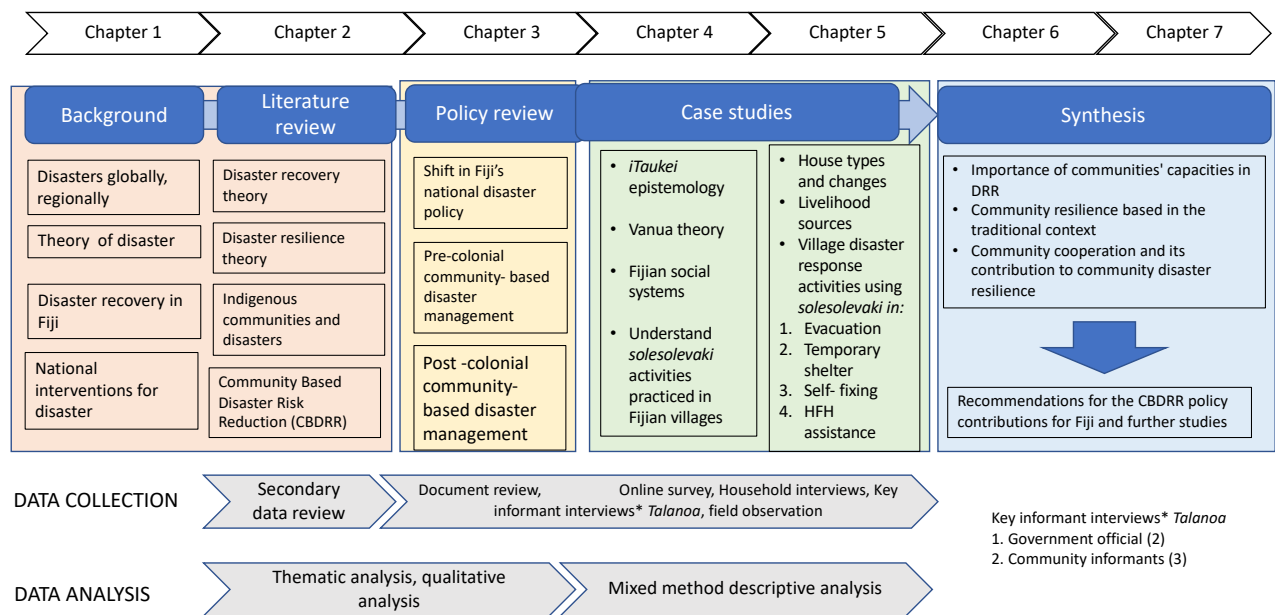 Chapter 1
Chapter 2
Chapter 3
Chapter 4
Chapter 5
Chapter 6
Chapter 7
Background
Literature
review
Policy review
Case studies
Synthesis
Disasters globally,
regionally
Theory of disaster
Disaster recovery in
Fiji
National
interventions for
disaster
Disaster recovery
theory
Disaster resilience
theory
Indigenous
communities and
disasters
Community Based
Disaster Risk
Reduction (CBDRR)
Shift in Fiji's
national disaster
policy
Pre-colonial
community- based
disaster
management
Post -colonial
community-
based disaster
management
• iTaukei
epistemology
• Vanua theory
• Fijian social
systems
• Understand
solesolevaki
activities
practiced in
Fijian villages
• House types
and changes
• Livelihood
sources
• Village disaster
response
activities using
solesolevaki in:
1. Evacuation
2. Temporary
shelter
3. Self- fixing
4. HFH
assistance
• Importance of communities' capacities in
DRR
• Community resilience based in the
traditional context
• Community cooperation and its
contribution to community disaster
resilience
Recommendations for the CBDRR policy
contributions for Fiji and further studies
DATA COLLECTION
Secondary
data review
Document review, Online survey, Household interviews, Key
informant interviews* Talanoa, field observation
Key informant interviews* Talanoa
1. Government official (2)
2. Community informants (3)
DATA ANALYSIS
Thematic analysis, qualitative
analysis
Mixed method descriptive analysis